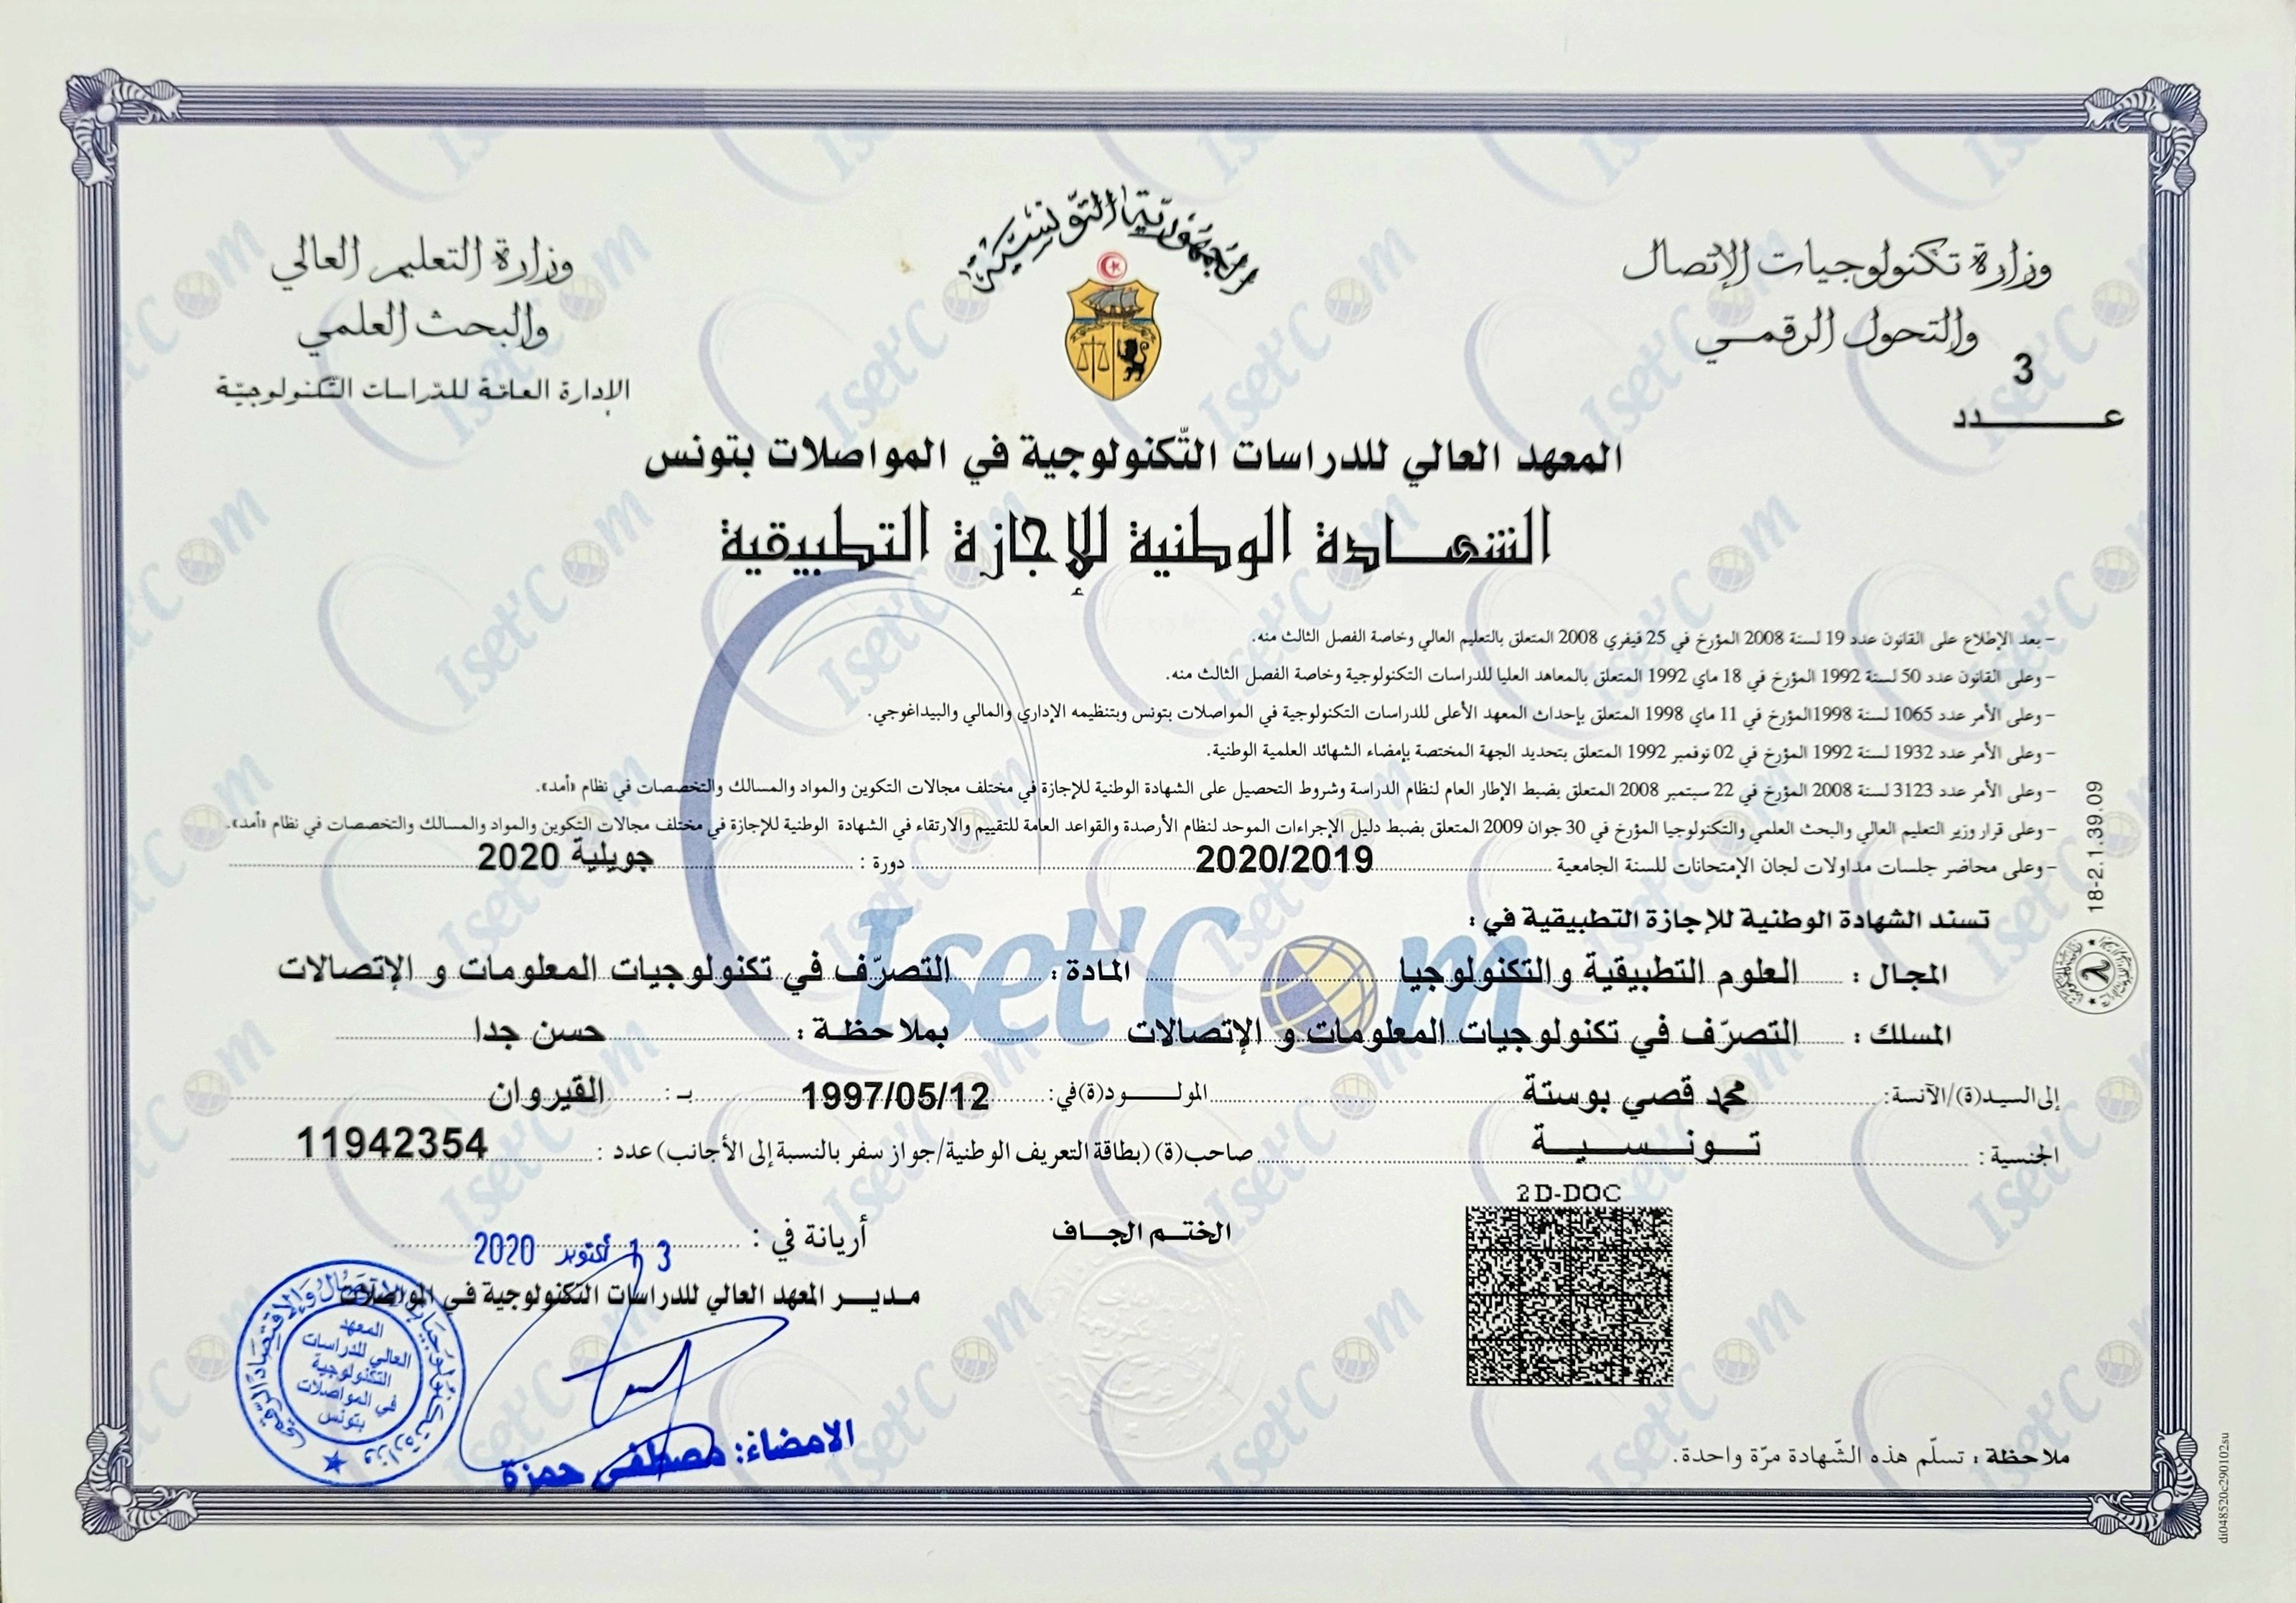 الجمهورية التونسية
وزارة تكنولوجيات الإتصال
والتحول الرقمي
3
عدد
وزارة التعليم العالي
والبحث العلمي
الإدارة العامّة للدّراسات التّكنولوجيّة
المعهد العالي للدراسات التّكنولوجية في المواصلات بتونس
الشهادة الوطنية للإجازة التطبيقية
– بعد الإطلاع على القانون عدد 19 لسنة 2008 المؤرخ في 25 فيفري 2008 المتعلق بالتعليم العالي وخاصة الفصل الثالث منه.
– وعلى القانون عدد 50 لسنة 1992 المؤرخ في 18 ماي 1992 المتعلق بالمعاهد العليا للدراسات التكنولوجية وخاصة الفصل الثالث منه.
– وعلى الأمر عدد 1065 لسنة 1998المؤرخ في 11 ماي 1998 المتعلق بإحداث المعهد الأعلى للدراسات التكنولوجية في المواصلات بتونس وبتنظيمه الإداري والمالي والبيداغوجي.
– وعلى الأمر عدد 1932 لسنة 1992 المؤرخ في 02 نوفمبر 1992 المتعلق بتحديد الجهة المختصة بإمضاء الشهائد العلمية الوطنية.
– وعلى الأمر عدد 3123 لسنة 2008 المؤرخ في 22 سبتمبر 2008 المتعلق بضبط الإطار العام لنظام الدراسة وشروط التحصيل على الشهادة الوطنية للإجازة في مختلف مجالات التكوين والمواد والمسالك والتخصصات في نظام «أمد».
– وعلى قرار وزير التعليم العالي والبحث العلمي والتكنولوجيا المؤرخ في 30 جوان 2009 المتعلق بضبط دليل الإجراءات الموحد لنظام الأرصدة والقواعد العامة للتقييم والارتقاء في الشهادة الوطنية للإجازة في مختلف مجالات التكوين والمواد والمسالك والتخصصات في نظام «أمد».
– وعلى محاضر جلسات مداولات لجان الإمتحانات للسنة الجامعية 2020/2019 دورة : جويلية 2020
تسند الشهادة الوطنية للإجازة التطبيقية في :
المجال : العلوم التطبيقية والتكنولوجيا المادة : التصرّف في تكنولوجيات المعلومات و الإتصالات
المسلك : التصرّف في تكنولوجيات المعلومات و الإتصالات بملاحظة : حسن جدا
إلى السيد(ة)/الآنسة: محمد قصي بوستة المولود(ة)في: 1997/05/12 بـ : القيروان
الجنسية : تونسية صاحب(ة) (بطاقة التعريف الوطنية/جواز سفر بالنسبة إلى الأجانب) عدد : 11942354
2D-DOC
الختم الجاف
أريانة في : 13 أكتوبر 2020
مدير المعهد العالي للدراسات التكنولوجية في المواصلات
المعهد
العالي للدراسات
التكنولوجية
في المواصلات
بتونس
الامضاء: مصطفى حمزة
ملاحظة : تسلّم هذه الشّهادة مرّة واحدة.
18-2.1.39.09
di048520c290102su
Iset'Com